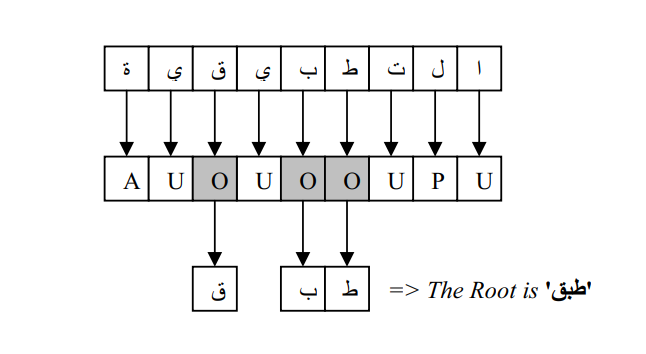 ا ل ت ط ب ي ق ي ة
A U O U O O U P U
ط ب ق => The Root is 'طبق'